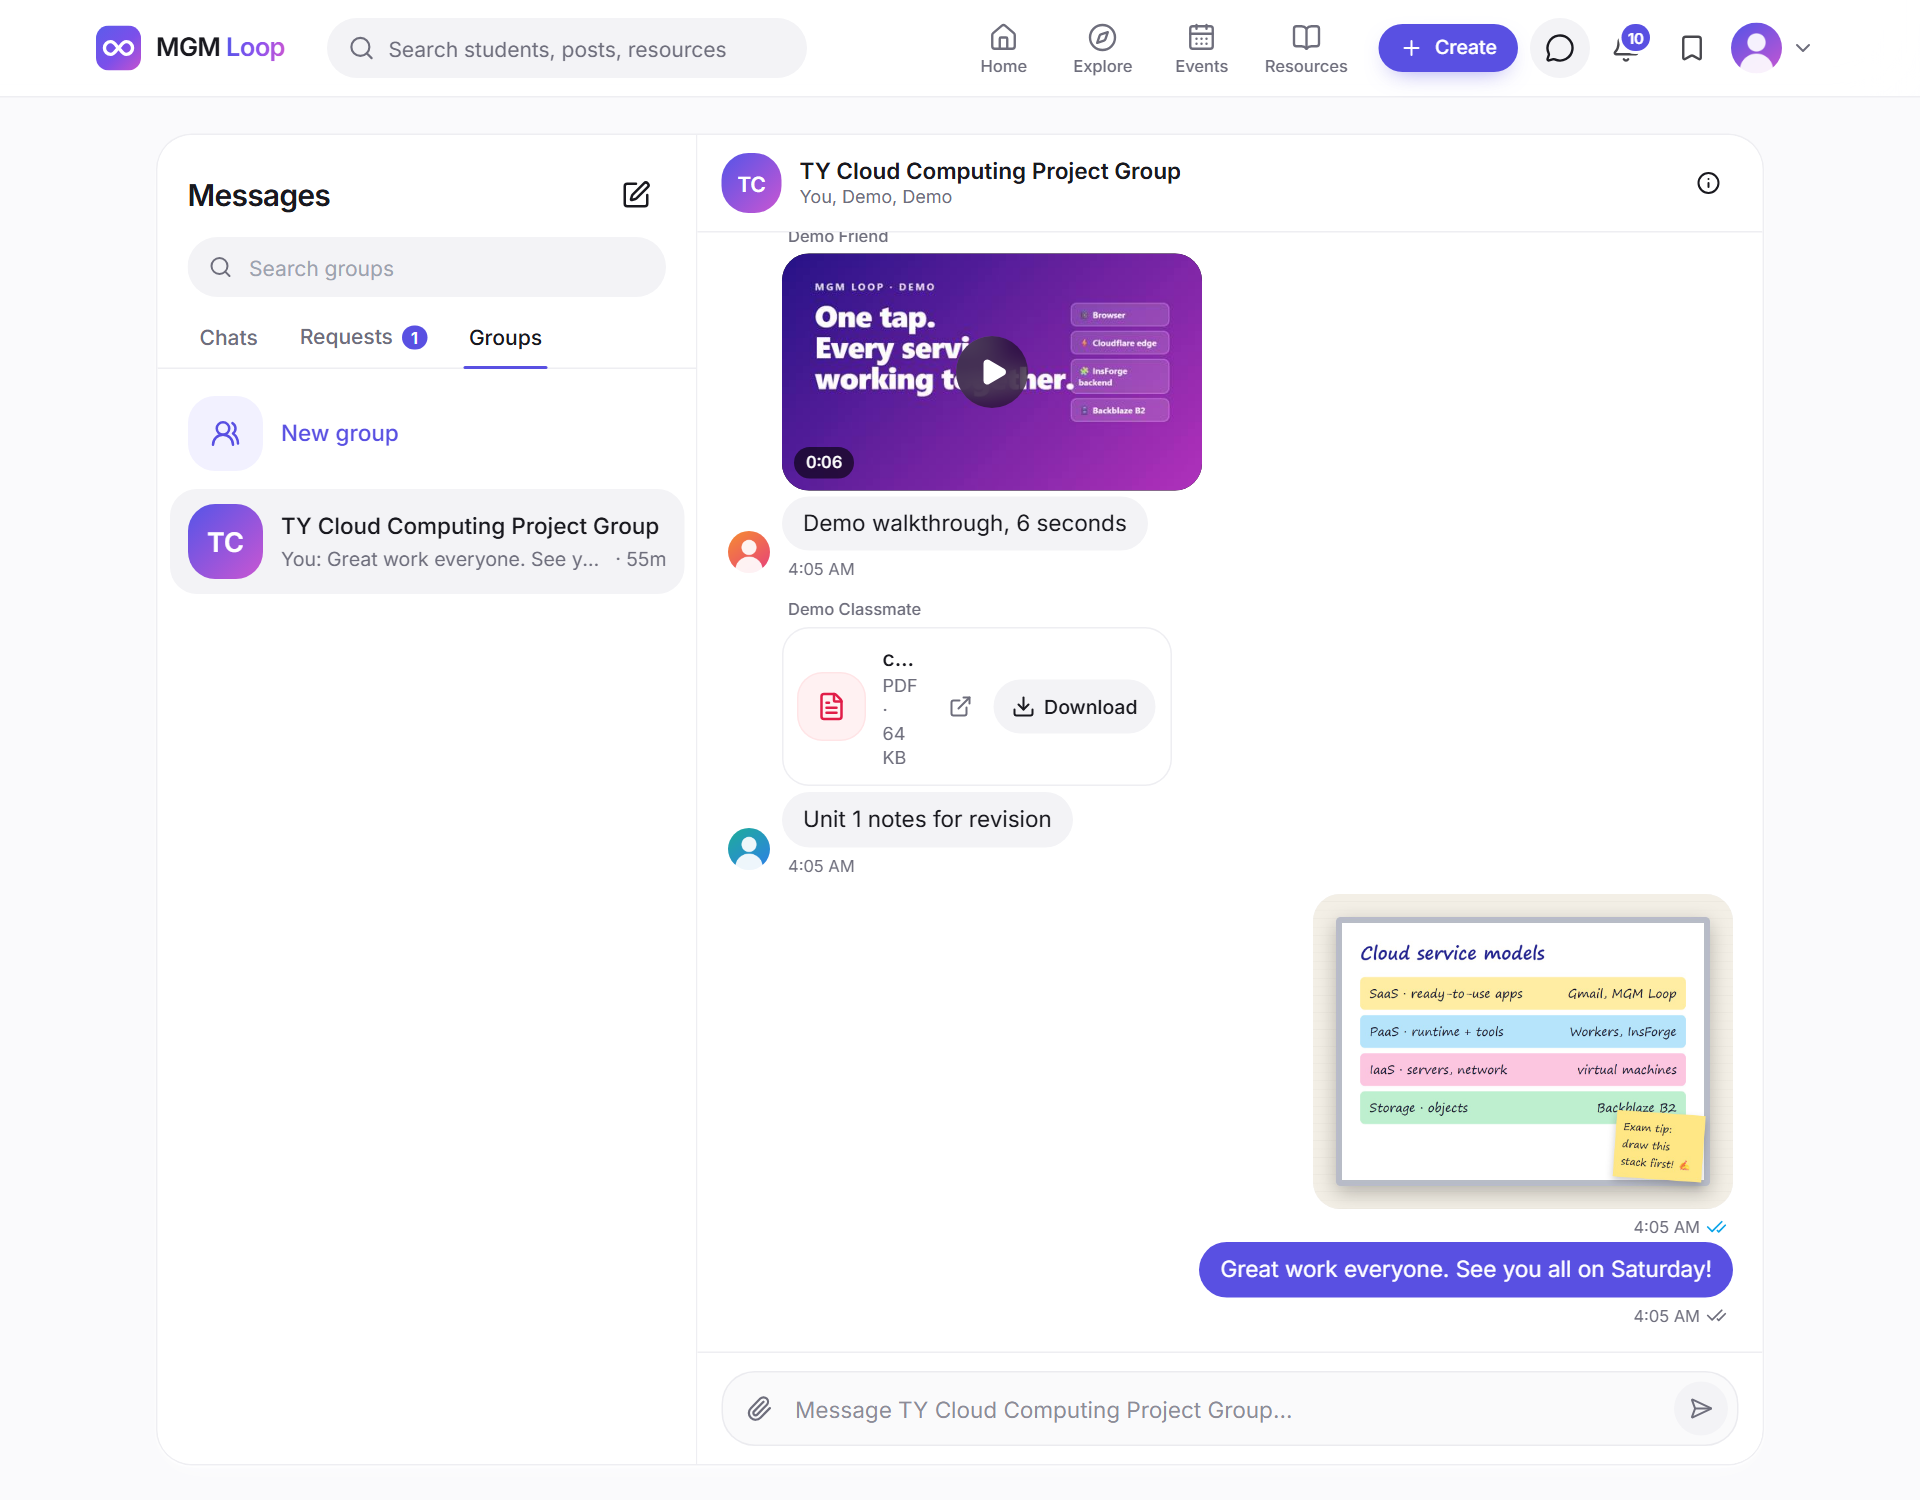 MGM Loop
Search students, posts, resources
Home
Explore
Events
Resources
Create
10
Messages
Search groups
Chats
Requests 1
Groups
New group
TC
TY Cloud Computing Project Group
You: Great work everyone. See y... · 55m
TC
TY Cloud Computing Project Group
You, Demo, Demo
Demo Friend
MGM LOOP · DEMO
One tap.
Every servi
working t her.
Browser
Cloudflare edge
InsForge
backend
Backblaze B2
0:06
Demo walkthrough, 6 seconds
4:05 AM
Demo Classmate
c...
PDF
·
64
KB
Download
Unit 1 notes for revision
4:05 AM
Cloud service models
SaaS · ready-to-use apps Gmail, MGM Loop
PaaS · runtime + tools Workers, InsForge
IaaS · servers, network virtual machines
Storage · objects Backblaze B2
Exam tip:
draw this
stack first!
4:05 AM
Great work everyone. See you all on Saturday!
4:05 AM
Message TY Cloud Computing Project Group...